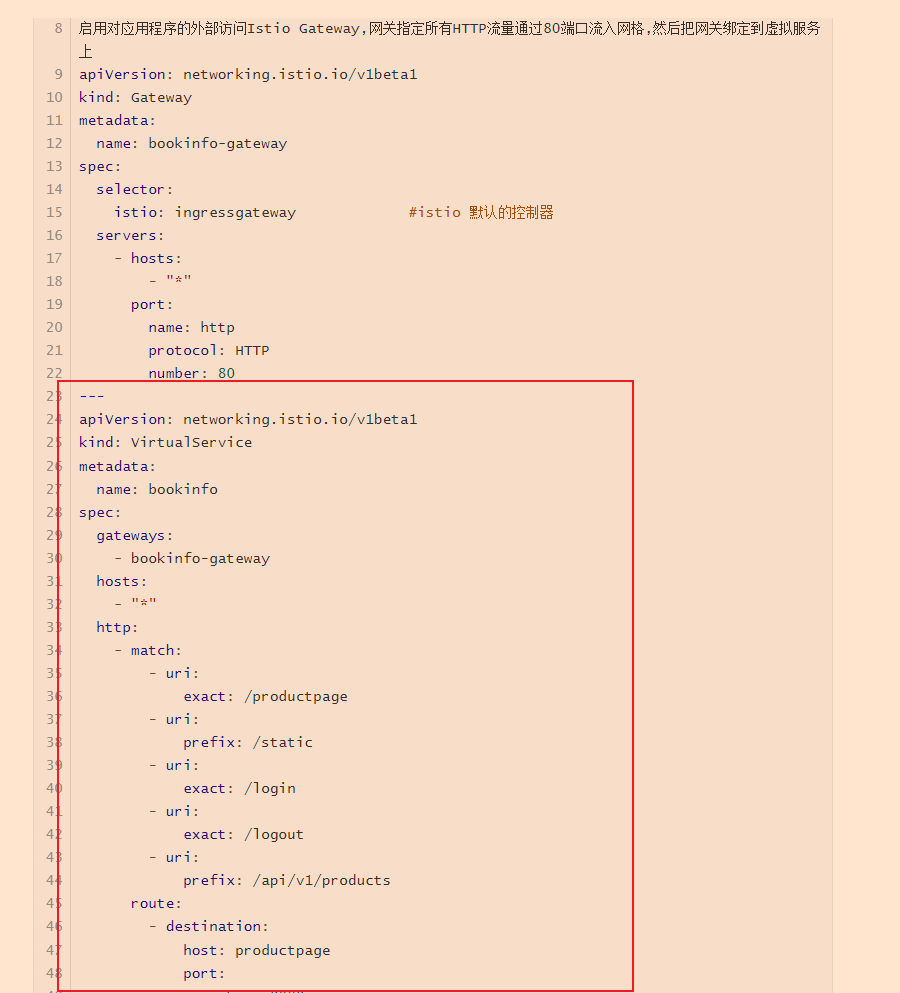 8 启用对应用程序的外部访问Istio Gateway,网关指定所有HTTP流量通过80端口流入网格,然后把网关绑定到虚拟服务
上
9 apiVersion: networking.istio.io/v1beta1
10 kind: Gateway
11 metadata:
12   name: bookinfo-gateway
13 spec:
14   selector:
15     istio: ingressgateway             #istio 默认的控制器
16   servers:
17     - hosts:
18         - "*"
19       port:
20         name: http
21         protocol: HTTP
22         number: 80
23 ---
24 apiVersion: networking.istio.io/v1beta1
25 kind: VirtualService
26 metadata:
27   name: bookinfo
28 spec:
29   gateways:
30     - bookinfo-gateway
31   hosts:
32     - "*"
33   http:
34     - match:
35         - uri:
36             exact: /productpage
37         - uri:
38             prefix: /static
39         - uri:
40             exact: /login
41         - uri:
42             exact: /logout
43         - uri:
44             prefix: /api/v1/products
45       route:
46         - destination:
47             host: productpage
48             port: